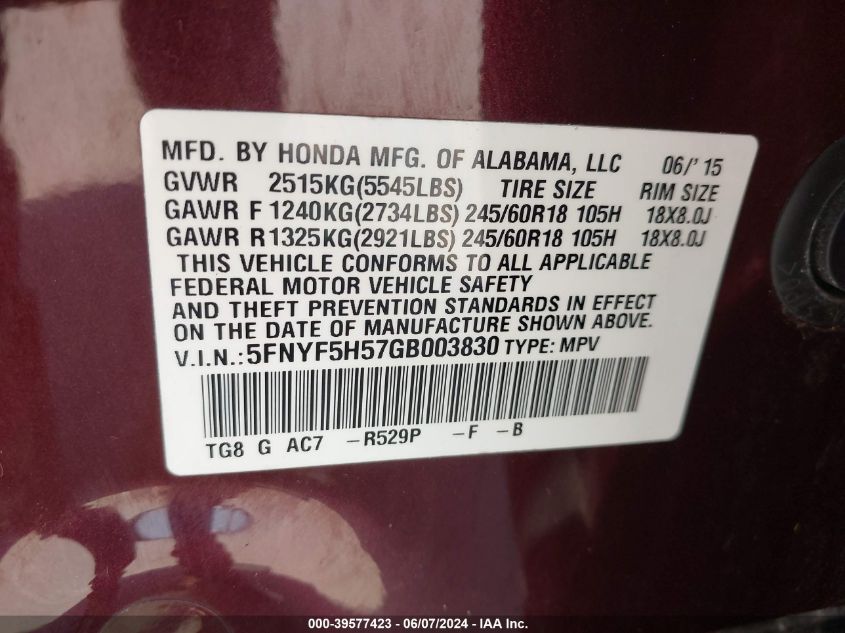 MFD. BY HONDA MFG. OF ALABAMA, LLC 06/'15
GVWR 2515KG(5545LBS) TIRE SIZE RIM SIZE
GAWR F 1240KG(2734LBS) 245/60R18 105H 18X8.0J
GAWR R 1325KG(2921LBS) 245/60R18 105H 18X8.0J
THIS VEHICLE CONFORMS TO ALL APPLICABLE
FEDERAL MOTOR VEHICLE SAFETY
AND THEFT PREVENTION STANDARDS IN EFFECT
ON THE DATE OF MANUFACTURE SHOWN ABOVE.
V.I.N.: 5FNYF5H57GB003830 TYPE: MPV
TG8 G AC7 -R529P -F -B
000-39577423 - 06/07/2024 - IAA Inc.